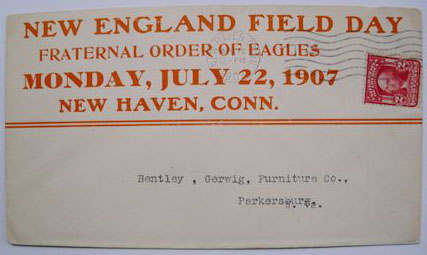 NEW ENGLAND FIELD DAY
FRATERNAL ORDER OF EAGLES
MONDAY, JULY 22, 1907
NEW HAVEN, CONN.
Bentley , Gerwig, Furniture Co.,
Parkersburg,
Va.